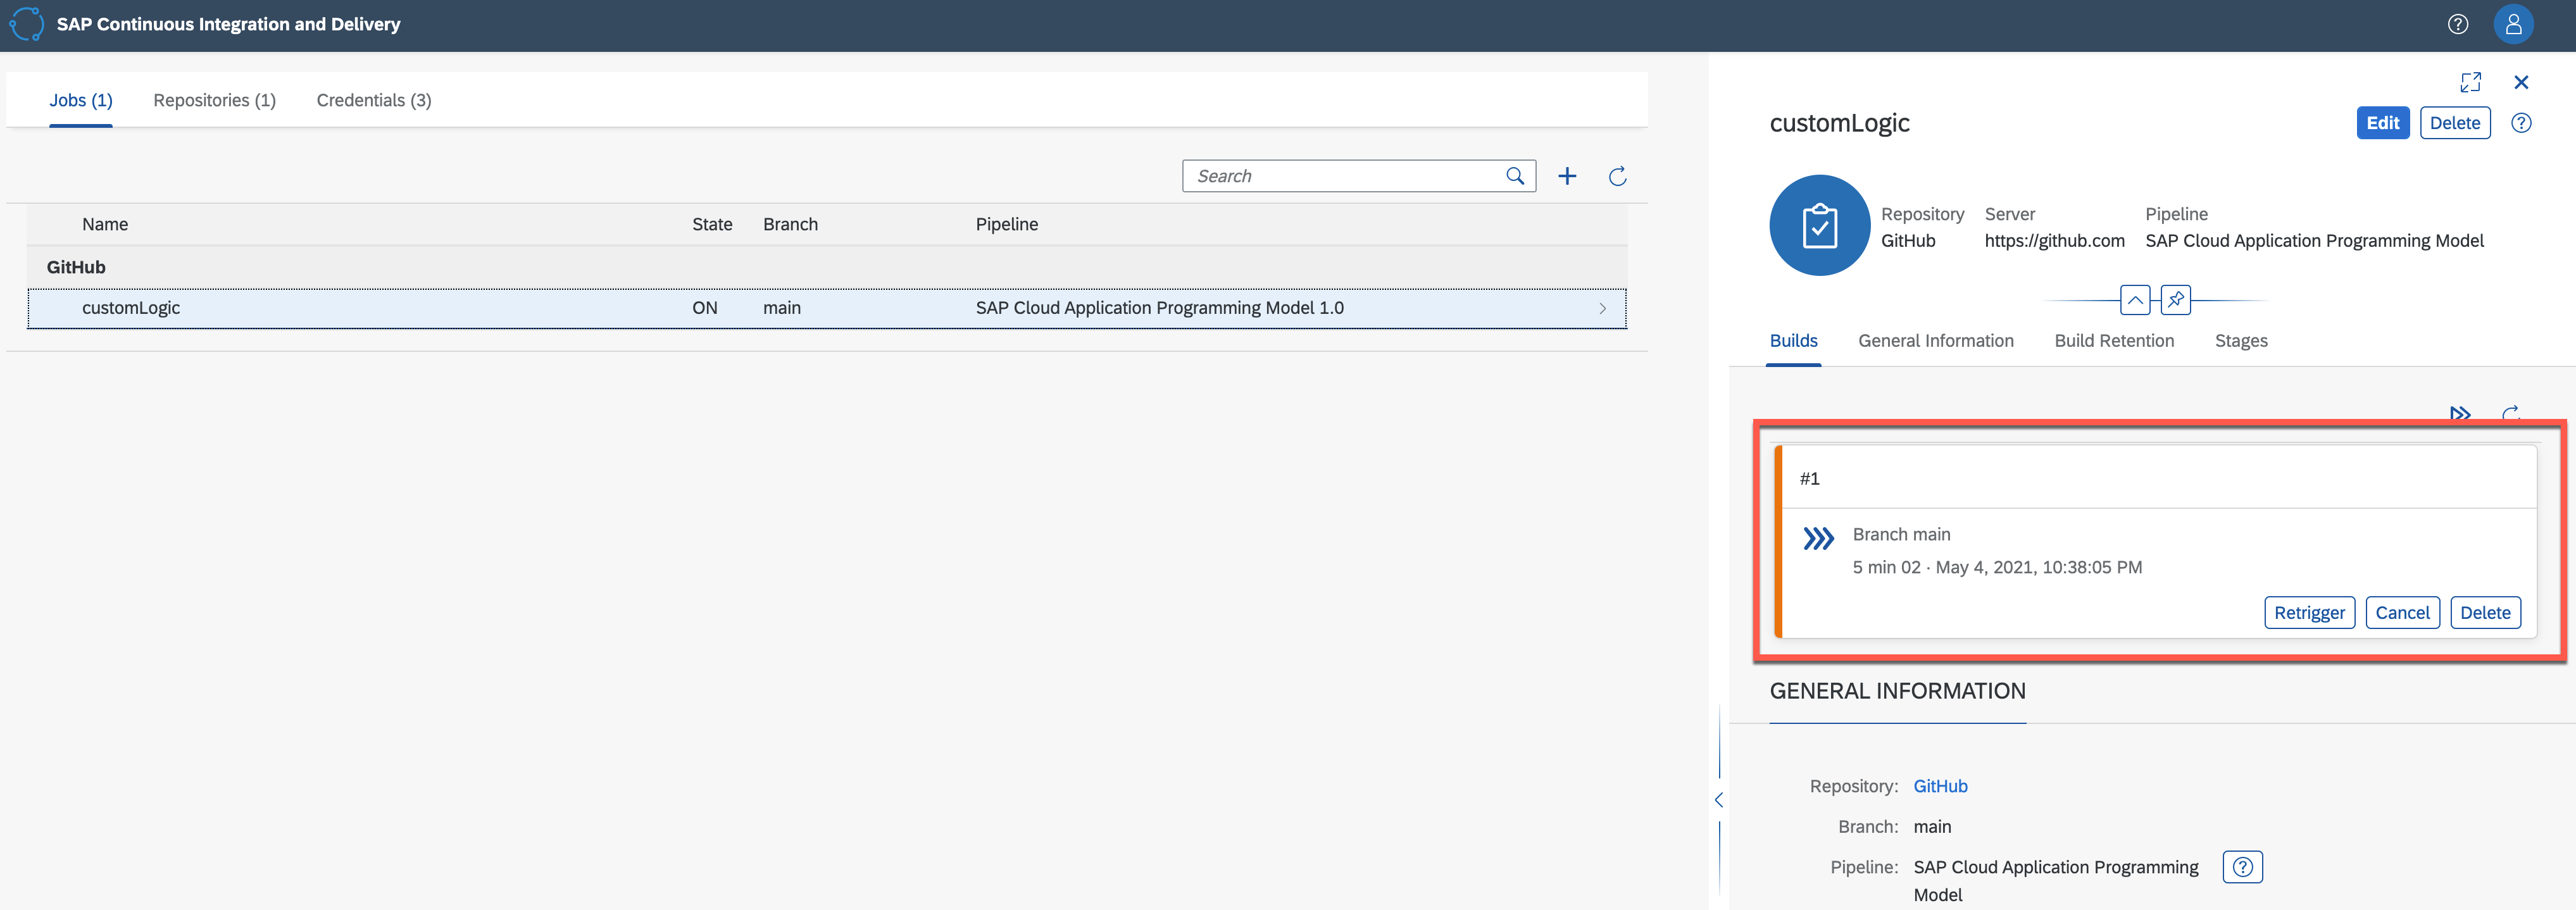 SAP Continuous Integration and Delivery
Jobs (1) Repositories (1) Credentials (3)
Search
Name State Branch Pipeline
GitHub
customLogic ON main SAP Cloud Application Programming Model 1.0
customLogic
Edit Delete
Repository Server Pipeline
GitHub https://github.com SAP Cloud Application Programming Model
Builds General Information Build Retention Stages
#1
Branch main
5 min 02 · May 4, 2021, 10:38:05 PM
Retrigger Cancel Delete
GENERAL INFORMATION
Repository: GitHub
Branch: main
Pipeline: SAP Cloud Application Programming
Model